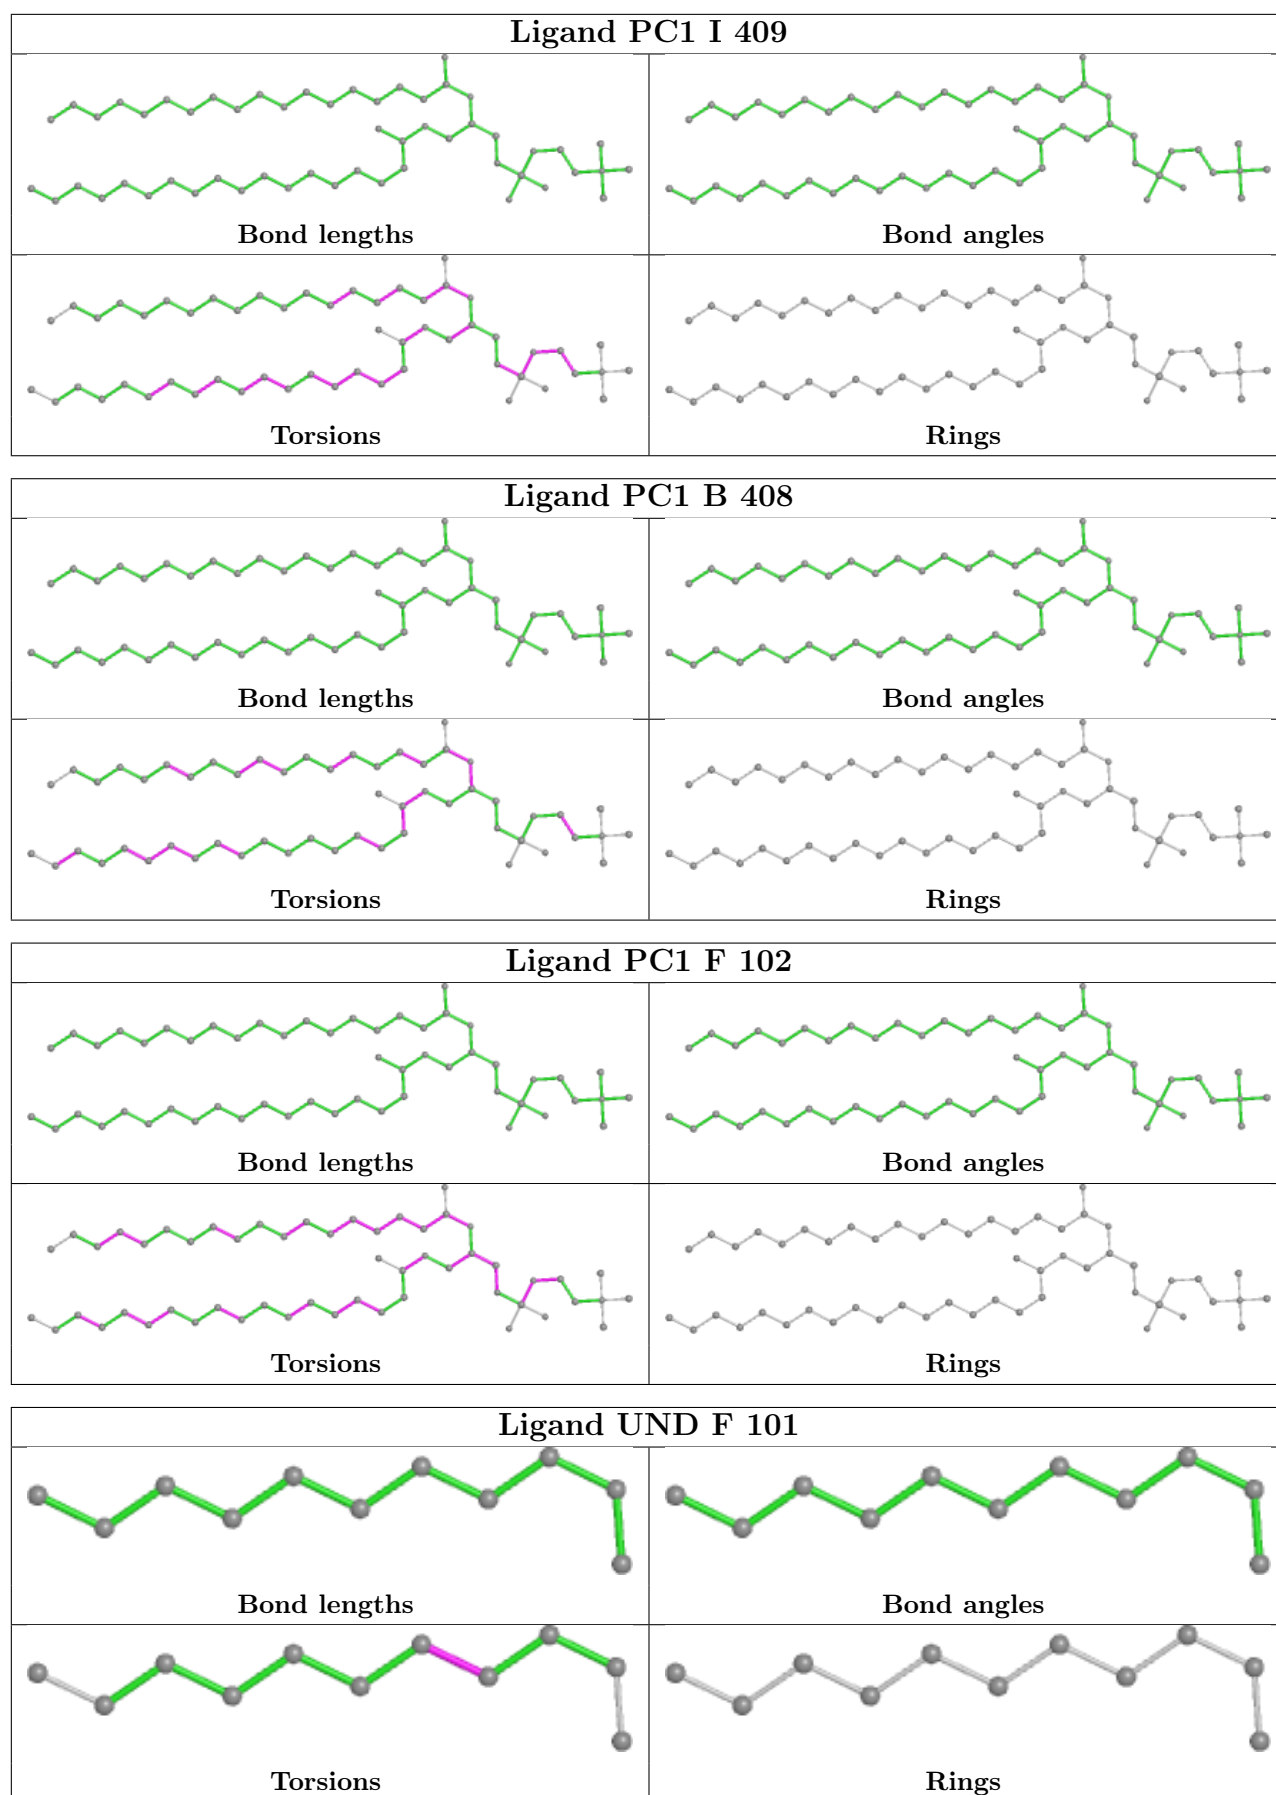 Ligand PC1 I 409
Bond lengths
Bond angles
Torsions
Rings
Ligand PC1 B 408
Bond lengths
Bond angles
Torsions
Rings
Ligand PC1 F 102
Bond lengths
Bond angles
Torsions
Rings
Ligand UND F 101
Bond lengths
Bond angles
Torsions
Rings